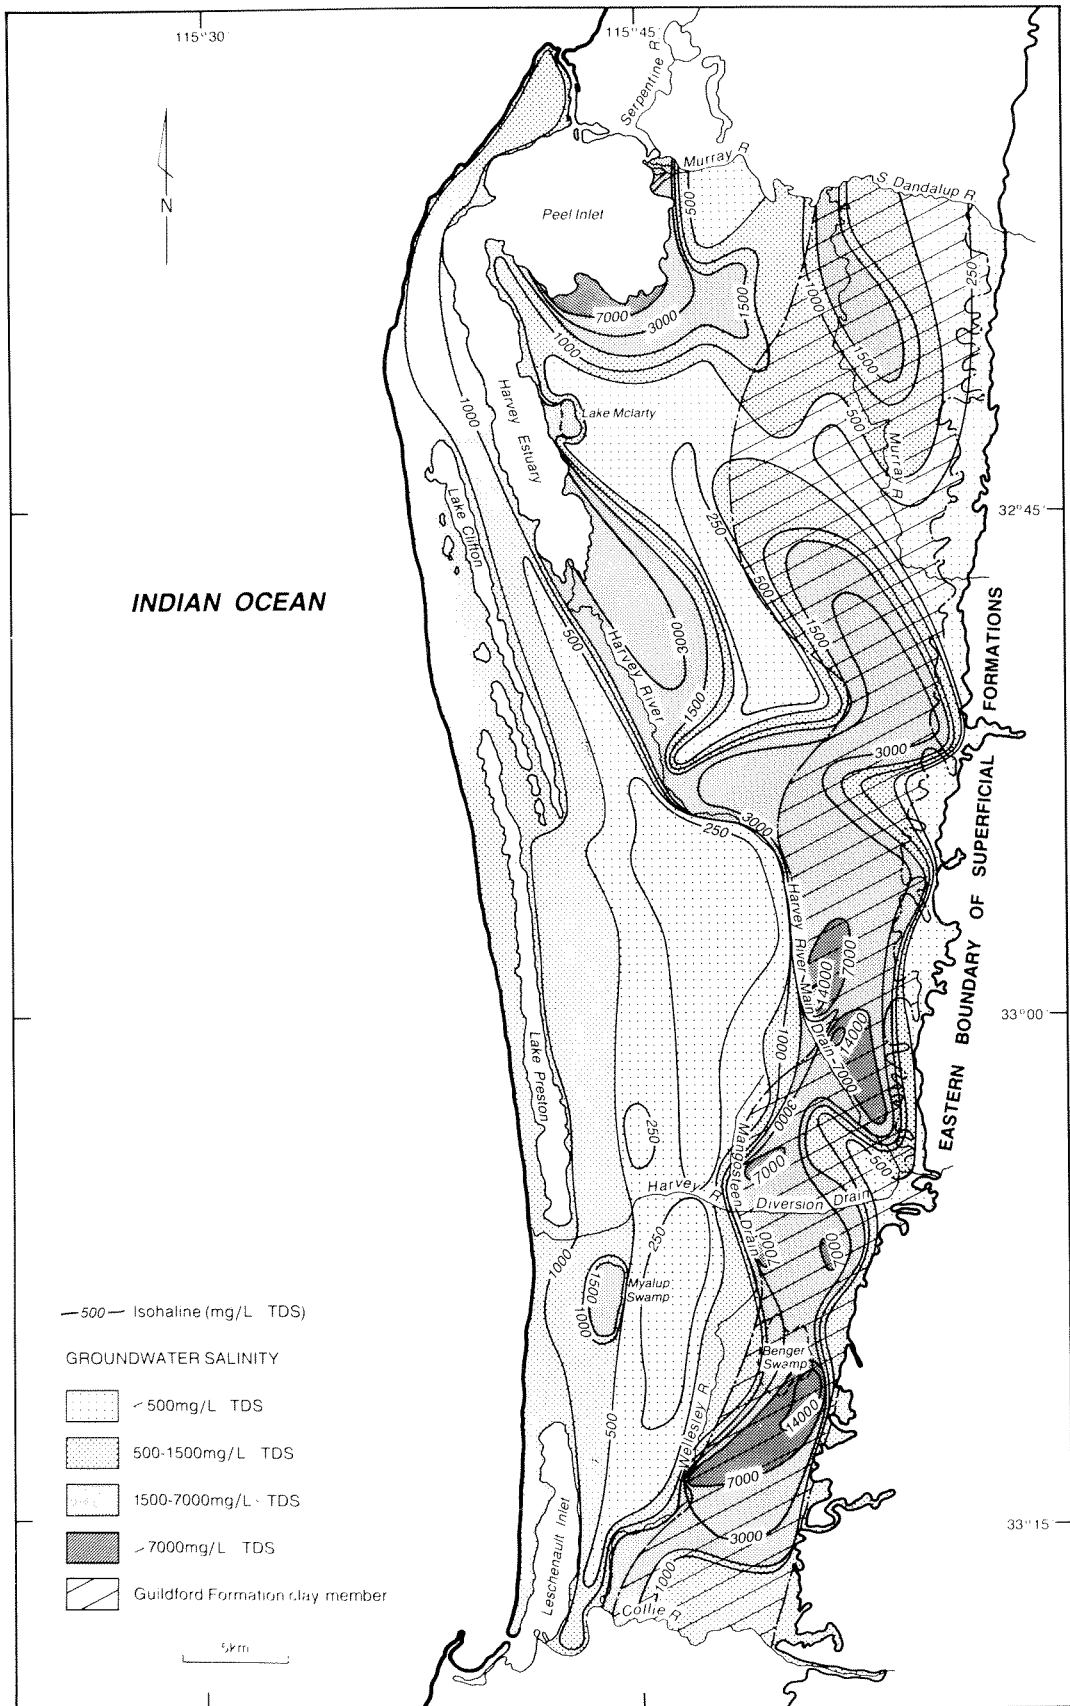 115°30'
115°45'
Serpentine R
Murray R
S. Dandalup R
N
Peel Inlet
500
250
1000
7000
3000
1500
1000
1500
Harvey Estuary
Lake Mclarty
500
Murray R
1000
Lake Clifton
250
32°45'
INDIAN OCEAN
500
500
1500
3000
Harvey River
1500
3000
250
3000
EASTERN BOUNDARY OF SUPERFICIAL FORMATIONS
Harvey River Main Drain
7000
14000
33°00'
1000
14000
7000
Lake Preston
3000
250
Mangosteen Drain
7000
500
Harvey R
Diversion Drain
250
7000
7000
1000
1500
1000
Myalup
Swamp
Benger
Swamp
14000
500
Wellesley R
7000
33°15'
3000
Leschenault Inlet
1000
Collie R
500 Isohaline (mg/L TDS)
GROUNDWATER SALINITY
<500mg/L TDS
500-1500mg/L TDS
1500-7000mg/L TDS
>7000mg/L TDS
Guildford Formation clay member
5km